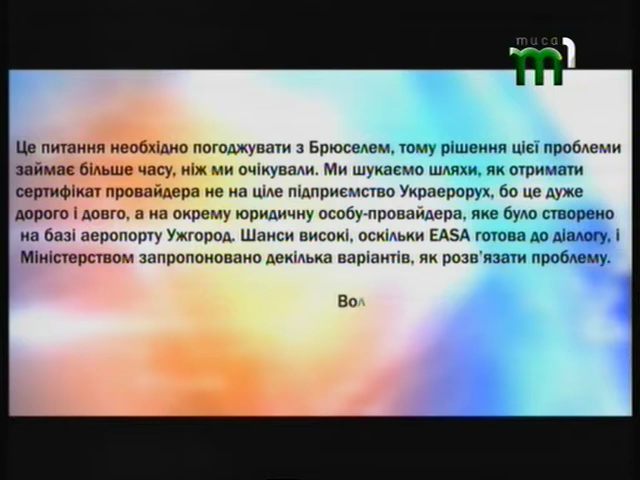 тиса
1
Це питання необхідно погоджувати з Брюселем, тому рішення цієї проблеми
займає більше часу, ніж ми очікували. Ми шукаємо шляхи, як отримати
сертифікат провайдера не на ціле підприємство Украерорух, бо це дуже
дорого і довго, а на окрему юридичну особу-провайдера, яке було створено
на базі аеропорту Ужгород. Шанси високі, оскільки EASA готова до діалогу, і
Міністерством запропоновано декілька варіантів, як розв’язати проблему.
Вол